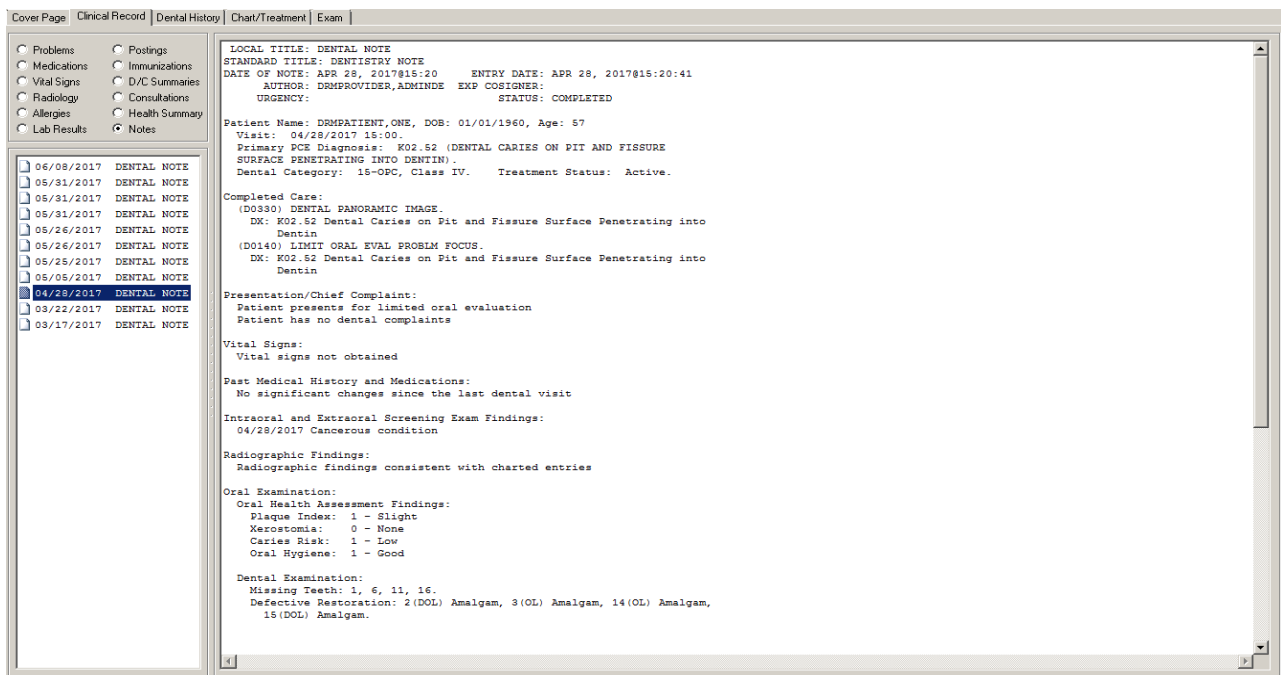 Cover Page Clinical Record Dental History Chart/Treatment Exam
Problems Postings
Medications Immunizations
Vital Signs D/C Summaries
Radiology Consultations
Allergies Health Summary
Lab Results Notes
06/08/2017 DENTAL NOTE
05/31/2017 DENTAL NOTE
05/31/2017 DENTAL NOTE
05/31/2017 DENTAL NOTE
05/26/2017 DENTAL NOTE
05/26/2017 DENTAL NOTE
05/25/2017 DENTAL NOTE
05/05/2017 DENTAL NOTE
04/28/2017 DENTAL NOTE
03/22/2017 DENTAL NOTE
03/17/2017 DENTAL NOTE
LOCAL TITLE: DENTAL NOTE
STANDARD TITLE: DENTISTRY NOTE
DATE OF NOTE: APR 28, 2017@15:20 ENTRY DATE: APR 28, 2017@15:20:41
AUTHOR: DRMPROVIDER,ADMINDE EXP COSIGNER:
URGENCY: STATUS: COMPLETED
Patient Name: DRMPATIENT,ONE, DOB: 01/01/1960, Age: 57
Visit: 04/28/2017 15:00.
Primary PCE Diagnosis: K02.52 (DENTAL CARIES ON PIT AND FISSURE
SURFACE PENETRATING INTO DENTIN).
Dental Category: 15-OPC, Class IV. Treatment Status: Active.
Completed Care:
(D0330) DENTAL PANORAMIC IMAGE.
DX: K02.52 Dental Caries on Pit and Fissure Surface Penetrating into
Dentin
(D0140) LIMIT ORAL EVAL PROBLM FOCUS.
DX: K02.52 Dental Caries on Pit and Fissure Surface Penetrating into
Dentin
Presentation/Chief Complaint:
Patient presents for limited oral evaluation
Patient has no dental complaints
Vital Signs:
Vital signs not obtained
Past Medical History and Medications:
No significant changes since the last dental visit
Intraoral and Extraoral Screening Exam Findings:
04/28/2017 Cancerous condition
Radiographic Findings:
Radiographic findings consistent with charted entries
Oral Examination:
Oral Health Assessment Findings:
Plaque Index: 1 - Slight
Xerostomia: 0 - None
Caries Risk: 1 - Low
Oral Hygiene: 1 - Good
Dental Examination:
Missing Teeth: 1, 6, 11, 16.
Defective Restoration: 2(DOL) Amalgam, 3(OL) Amalgam, 14(OL) Amalgam,
15(DOL) Amalgam.